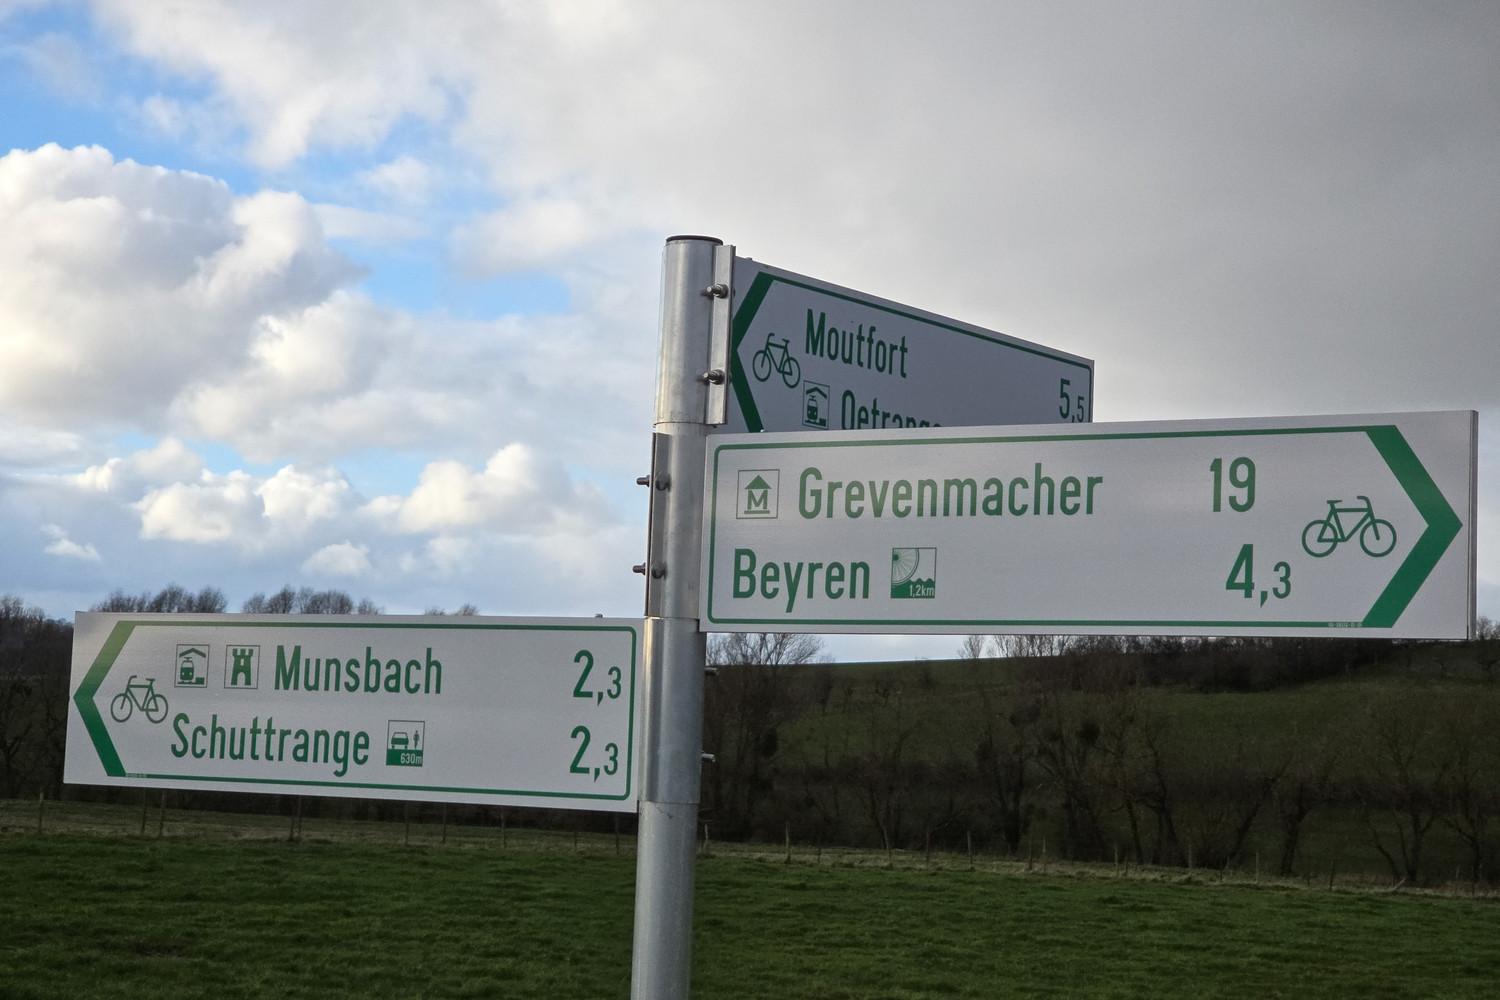 Moutfort
5,5
M Grevenmacher 19
Beyren 1,2km 4,3
Munsbach 2,3
Schuttrange 630m 2,3